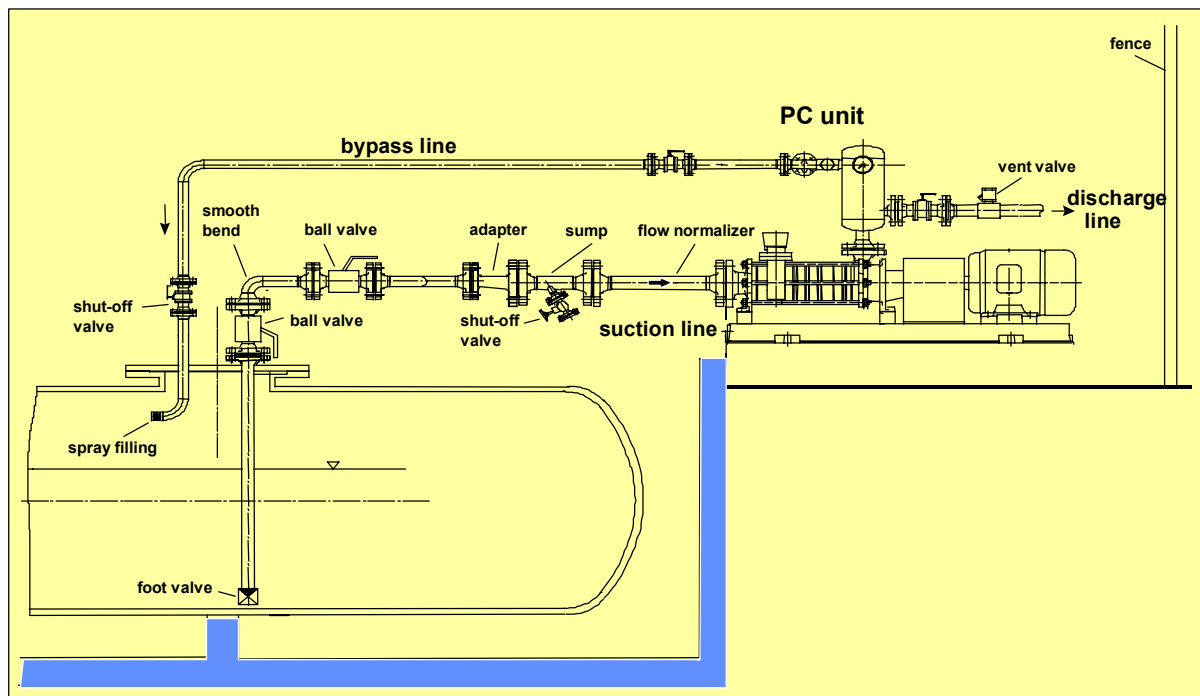 fence
PC unit
bypass line
vent valve
discharge
line
smooth
bend
ball valve
adapter
sump
flow normalizer
shut-off
valve
ball valve
shut-off
valve
suction line
spray filling
foot valve